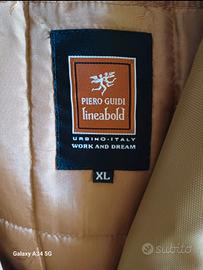 PIERO GUIDI
lineabold
URBINO-ITALY
WORK AND DREAM
XL
Galaxy A34 5G
subito